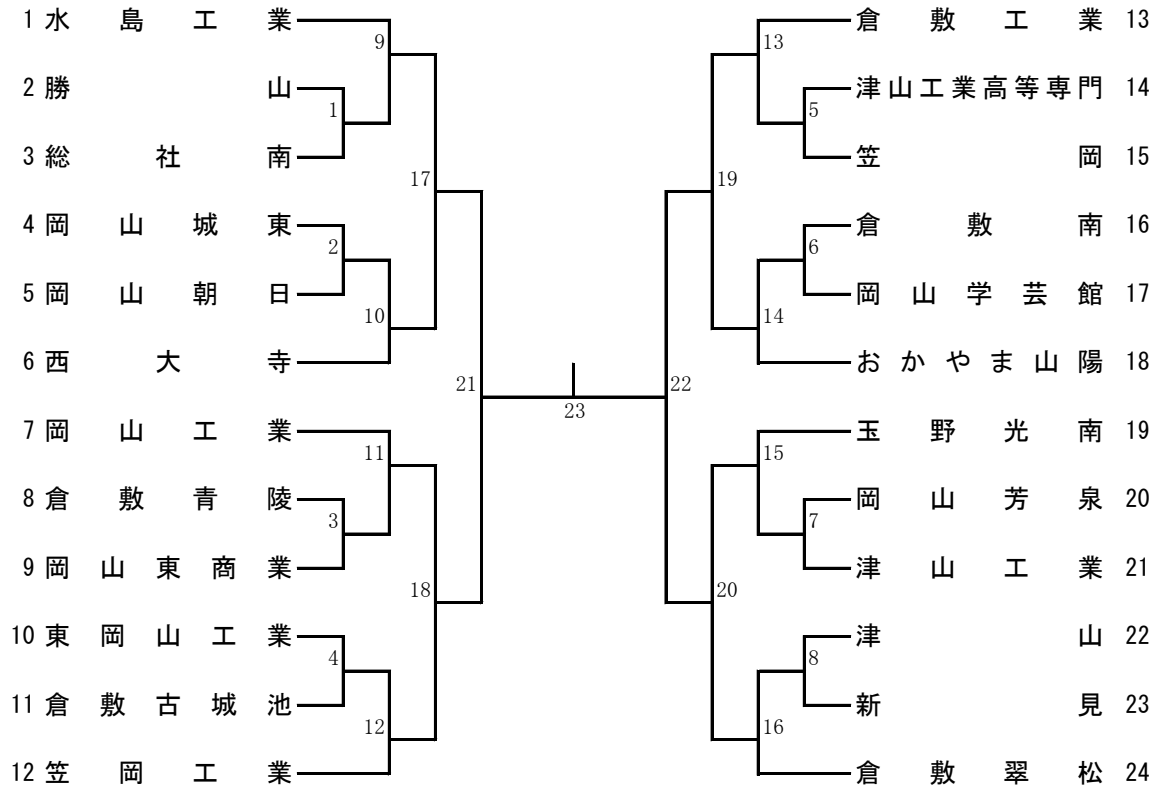 1 水島工業
2 勝山
3 総社南
4 岡山城東
5 岡山朝日
6 西大寺
7 岡山工業
8 倉敷青陵
9 岡山東商業
10 東岡山工業
11 倉敷古城池
12 笠岡工業
9
1
17
2
10
21
11
3
18
4
12
23
13
5
19
6
14
22
15
7
20
8
16
倉敷工業 13
津山工業高等専門 14
笠岡 15
倉敷南 16
岡山学芸館 17
おかやま山陽 18
玉野光南 19
岡山芳泉 20
津山工業 21
津山 22
新見 23
倉敷翠松 24